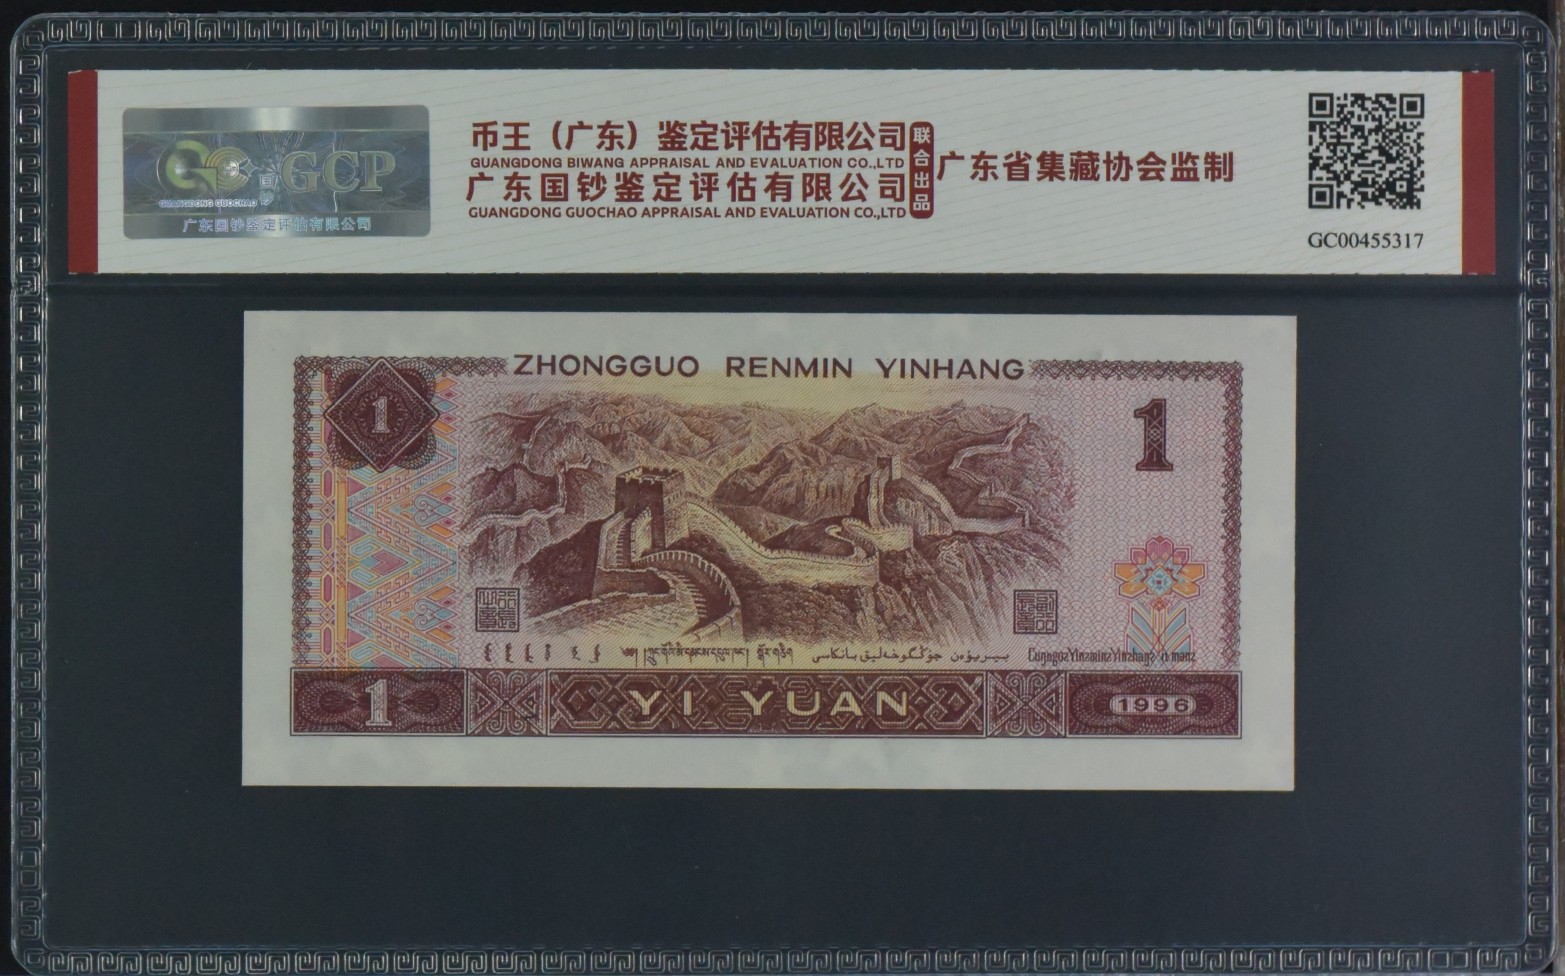 GCP
GUANGDONG GUOCHAO
广东国钞鉴定评估有限公司
币王（广东）鉴定评估有限公司
GUANGDONG BIWANG APPRAISAL AND EVALUATION CO.,LTD
广东国钞鉴定评估有限公司
GUANGDONG GUOCHAO APPRAISAL AND EVALUATION CO.,LTD
联合出品
广东省集藏协会监制
GC00455317
ZHONGGUO RENMIN YINHANG
1
1
1
YI YUAN
1996